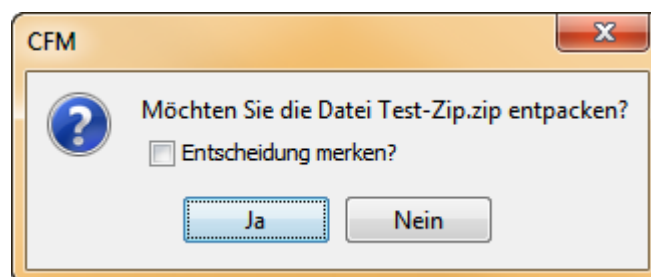 CFM
Möchten Sie die Datei Test-Zip.zip entpacken?
Entscheidung merken?
Ja
Nein